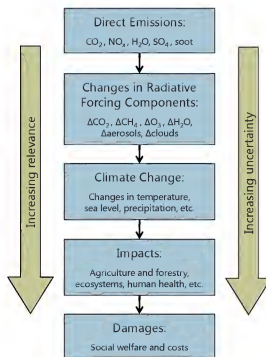 Direct Emissions:
CO₂, NOₓ, H₂O, SO₄, soot
Changes in Radiative
Forcing Components:
ΔCO₂, ΔCH₄, ΔO₃, ΔH₂O,
Δaerosols, Δclouds
Climate Change:
Changes in temperature,
sea level, precipitation, etc.
Impacts:
Agriculture and forestry,
ecosystems, human health, etc.
Damages:
Social welfare and costs
Increasing relevance
Increasing uncertainty